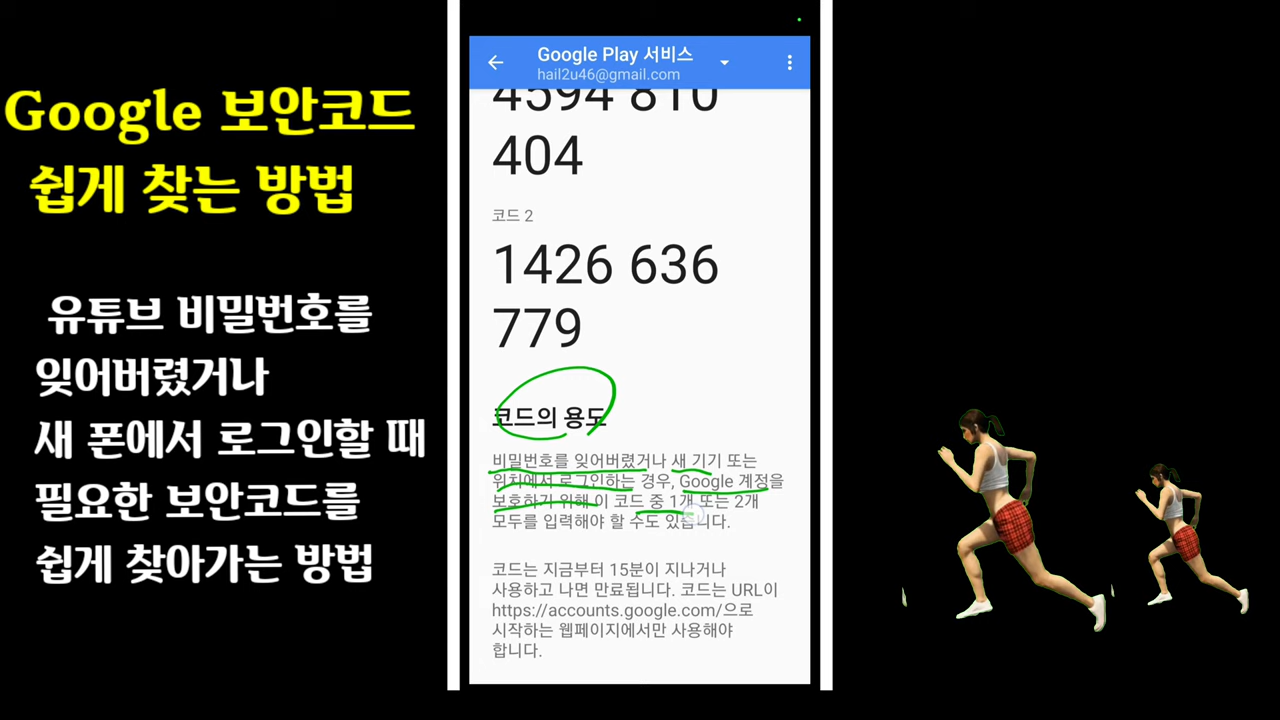 Google 보안코드
쉽게 찾는 방법
유튜브 비밀번호를
잊어버렸거나
새 폰에서 로그인할 때
필요한 보안코드를
쉽게 찾아가는 방법
Google Play 서비스
hail2u46@gmail.com
4594 810
404
코드 2
1426 636
779
코드의 용도
비밀번호를 잊어버렸거나 새 기기 또는
위치에서 로그인하는 경우, Google 계정을
보호하기 위해 이 코드 중 1개 또는 2개
모두를 입력해야 할 수도 있습니다.
코드는 지금부터 15분이 지나거나
사용하고 나면 만료됩니다. 코드는 URL이
https://accounts.google.com/으로
시작하는 웹페이지에서만 사용해야
합니다.